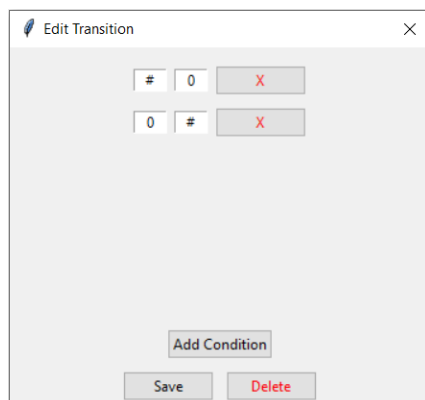 Edit Transition
# 0 X
0 # X
Add Condition
Save Delete